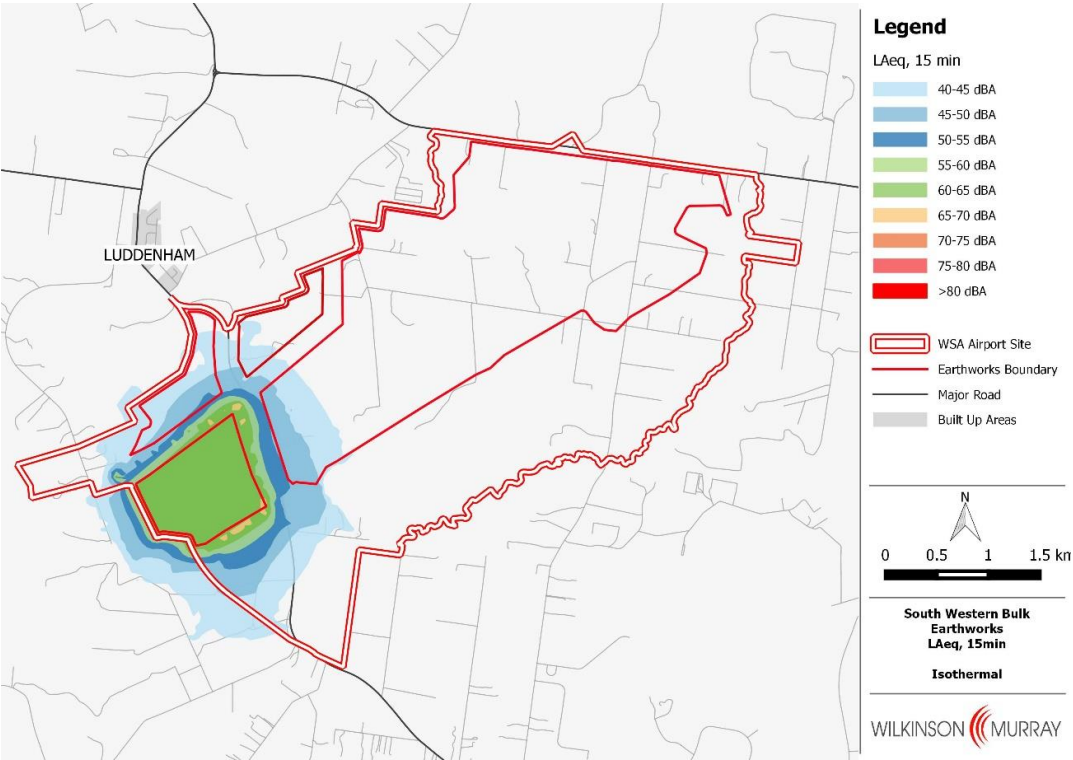 LUDDENHAM
Legend
LAeq, 15 min
40-45 dBA
45-50 dBA
50-55 dBA
55-60 dBA
60-65 dBA
65-70 dBA
70-75 dBA
75-80 dBA
>80 dBA
WSA Airport Site
Earthworks Boundary
Major Road
Built Up Areas
N
0 0.5 1 1.5 km
South Western Bulk
Earthworks
LAeq, 15min
Isothermal
WILKINSON MURRAY